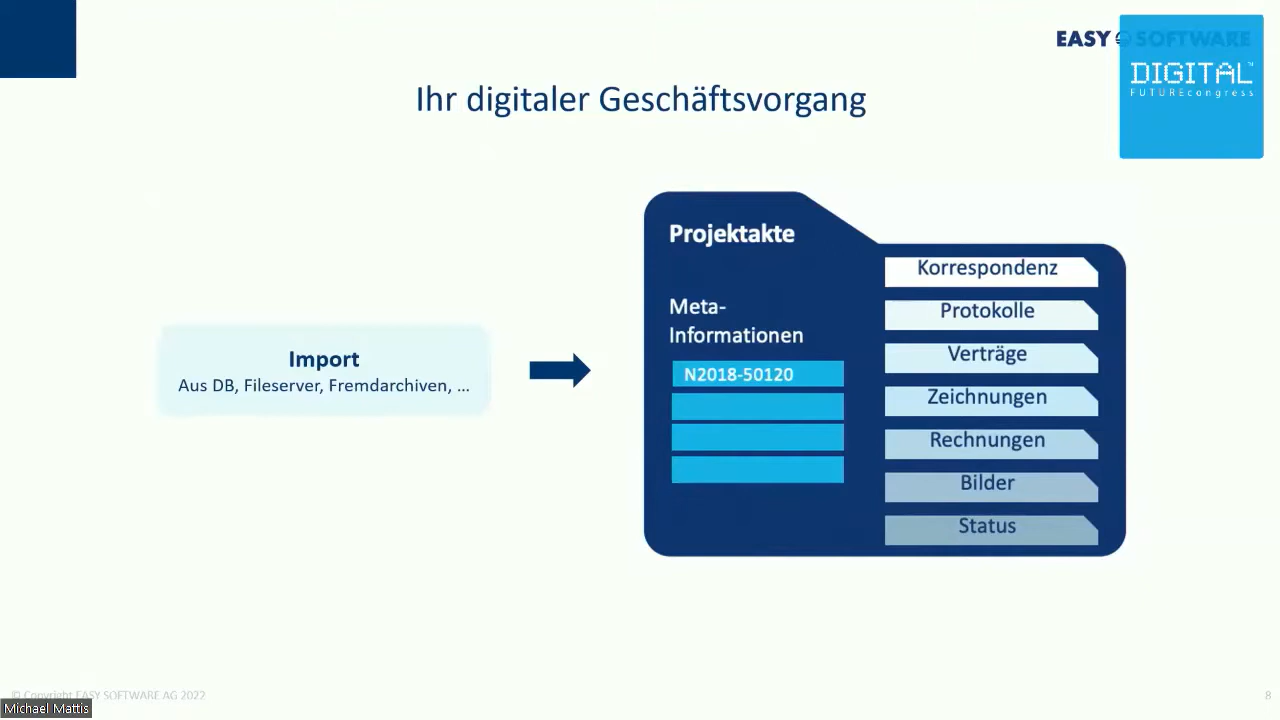 EASY SOFTWARE
DIGITAL
FUTUREcongress
Ihr digitaler Geschäftsvorgang
Import
Aus DB, Fileserver, Fremdarchiven, ...
Projektakte
Meta-
Informationen
N2018-50120
Korrespondenz
Protokolle
Verträge
Zeichnungen
Rechnungen
Bilder
Status
© Copyright EASY SOFTWARE AG 2022
8
Michael Mattis